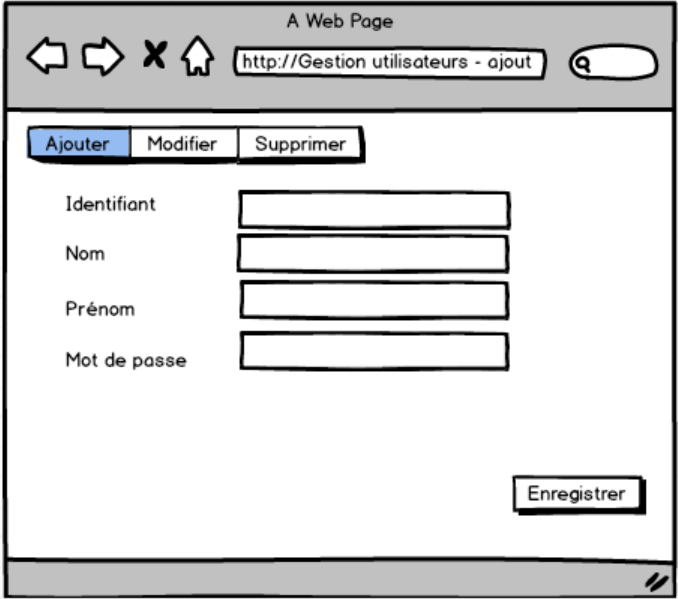 A Web Page
http://Gestion utilisateurs - ajout
Ajouter Modifier Supprimer
Identifiant
Nom
Prénom
Mot de passe
Enregistrer